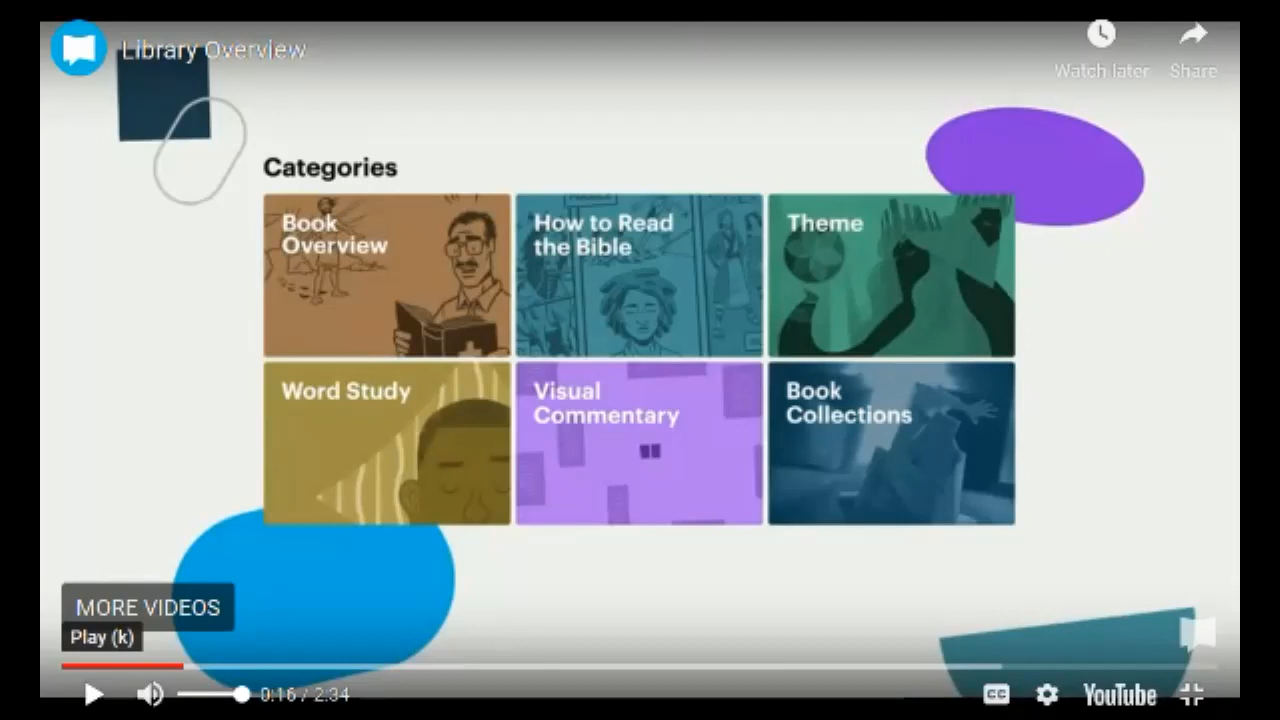 Library Overview
Watch later
Share
Categories
Book
Overview
How to Read
the Bible
Theme
Word Study
Visual
Commentary
Book
Collections
MORE VIDEOS
Play (k)
0:16 / 2:34
CC
YouTube